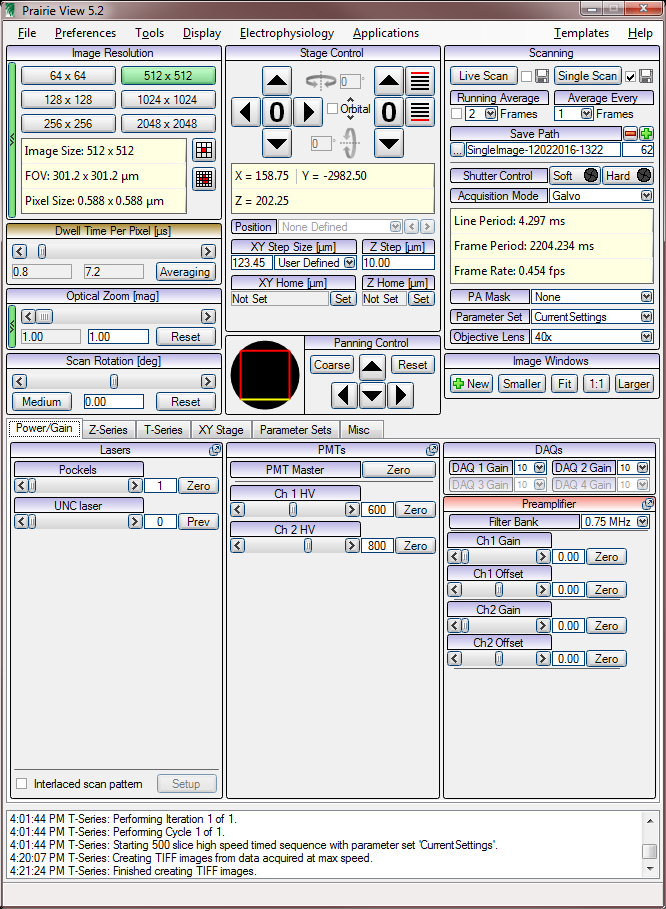 Prairie View 5.2
File Preferences Tools Display Electrophysiology Applications Templates Help
Image Resolution
64 x 64 512 x 512
128 x 128 1024 x 1024
256 x 256 2048 x 2048
Image Size: 512 x 512
FOV: 301.2 x 301.2 µm
Pixel Size: 0.588 x 0.588 µm
Dwell Time Per Pixel [µs]
0.8 7.2 Averaging
Optical Zoom [mag]
1.00 1.00 Reset
Scan Rotation [deg]
Medium 0.00 Reset
Stage Control
0°
0 Orbital 0
0°
X = 158.75 Y = -2982.50
Z = 202.25
Position None Defined
XY Step Size [µm] Z Step [µm]
123.45 User Defined 10.00
XY Home [µm] Z Home [µm]
Not Set Set Not Set Set
Panning Control
Coarse Reset
Scanning
Live Scan Single Scan
Running Average Average Every
2 Frames 1 Frames
Save Path
... SingleImage-12022016-1322 62
Shutter Control Soft Hard
Acquisition Mode Galvo
Line Period: 4.297 ms
Frame Period: 2204.234 ms
Frame Rate: 0.454 fps
PA Mask None
Parameter Set CurrentSettings
Objective Lens 40x
Image Windows
New Smaller Fit 1:1 Larger
Power/Gain Z-Series T-Series XY Stage Parameter Sets Misc
Lasers
Pockels
1 Zero
UNC laser
0 Prev
Interlaced scan pattern Setup
PMTs
PMT Master Zero
Ch 1 HV
600 Zero
Ch 2 HV
800 Zero
DAQs
DAQ 1 Gain 10 DAQ 2 Gain 10
DAQ 3 Gain 10 DAQ 4 Gain 10
Preamplifier
Filter Bank 0.75 MHz
Ch1 Gain
0.00 Zero
Ch1 Offset
0.00 Zero
Ch2 Gain
0.00 Zero
Ch2 Offset
0.00 Zero
4:01:44 PM T-Series: Performing Iteration 1 of 1.
4:01:44 PM T-Series: Performing Cycle 1 of 1.
4:01:44 PM T-Series: Starting 500 slice high speed timed sequence with parameter set 'CurrentSettings'.
4:20:07 PM T-Series: Creating TIFF images from data acquired at max speed.
4:21:24 PM T-Series: Finished creating TIFF images.